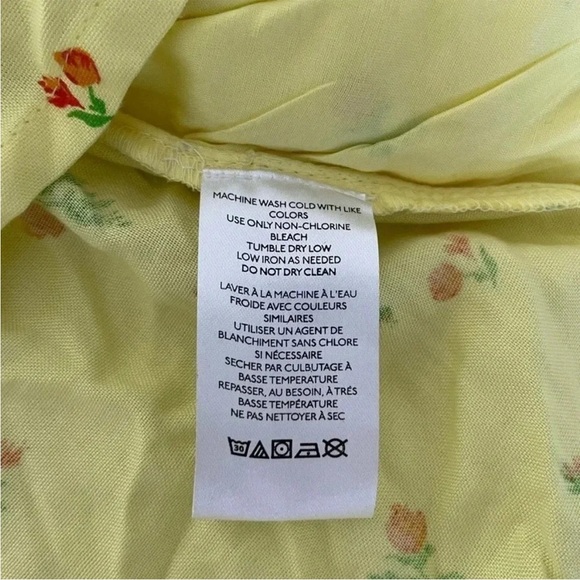 MACHINE WASH COLD WITH LIKE
COLORS
USE ONLY NON-CHLORINE
BLEACH
TUMBLE DRY LOW
LOW IRON AS NEEDED
DO NOT DRY CLEAN
LAVER À LA MACHINE À L'EAU
FROIDE AVEC COULEURS
SIMILAIRES
UTILISER UN AGENT DE
BLANCHIMENT SANS CHLORE
SI NÉCESSAIRE
SECHER PAR CULBUTAGE À
BASSE TEMPERATURE
REPASSER, AU BESOIN, À TRÈS
BASSE TEMPÉRATURE
NE PAS NETTOYER À SEC
30